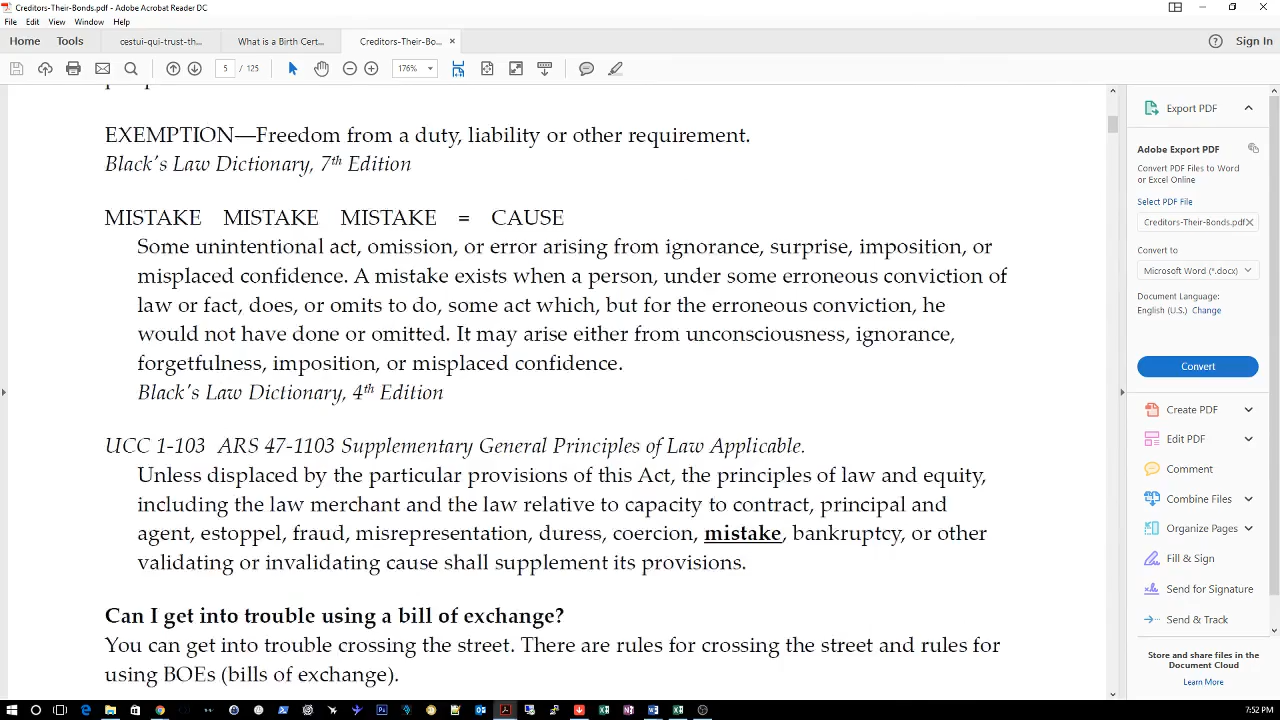 Creditors-Their-Bonds.pdf - Adobe Acrobat Reader DC
File Edit View Window Help
Home Tools cestui-qui-trust-th... What is a Birth Cert... Creditors-Their-Bo... ×
? Sign In
5 / 125 176%
EXEMPTION—Freedom from a duty, liability or other requirement.
Black's Law Dictionary, 7th Edition
MISTAKE MISTAKE MISTAKE = CAUSE
Some unintentional act, omission, or error arising from ignorance, surprise, imposition, or
misplaced confidence. A mistake exists when a person, under some erroneous conviction of
law or fact, does, or omits to do, some act which, but for the erroneous conviction, he
would not have done or omitted. It may arise either from unconsciousness, ignorance,
forgetfulness, imposition, or misplaced confidence.
Black's Law Dictionary, 4th Edition
UCC 1-103 ARS 47-1103 Supplementary General Principles of Law Applicable.
Unless displaced by the particular provisions of this Act, the principles of law and equity,
including the law merchant and the law relative to capacity to contract, principal and
agent, estoppel, fraud, misrepresentation, duress, coercion, mistake, bankruptcy, or other
validating or invalidating cause shall supplement its provisions.
Can I get into trouble using a bill of exchange?
You can get into trouble crossing the street. There are rules for crossing the street and rules for
using BOEs (bills of exchange).
Export PDF
Adobe Export PDF
Convert PDF Files to Word
or Excel Online
Select PDF File
Creditors-Their-Bonds.pdf ×
Convert to
Microsoft Word (*.docx)
Document Language:
English (U.S.) Change
Convert
Create PDF
Edit PDF
Comment
Combine Files
Organize Pages
Fill & Sign
Send for Signature
Send & Track
Store and share files in the
Document Cloud
Learn More
7:52 PM